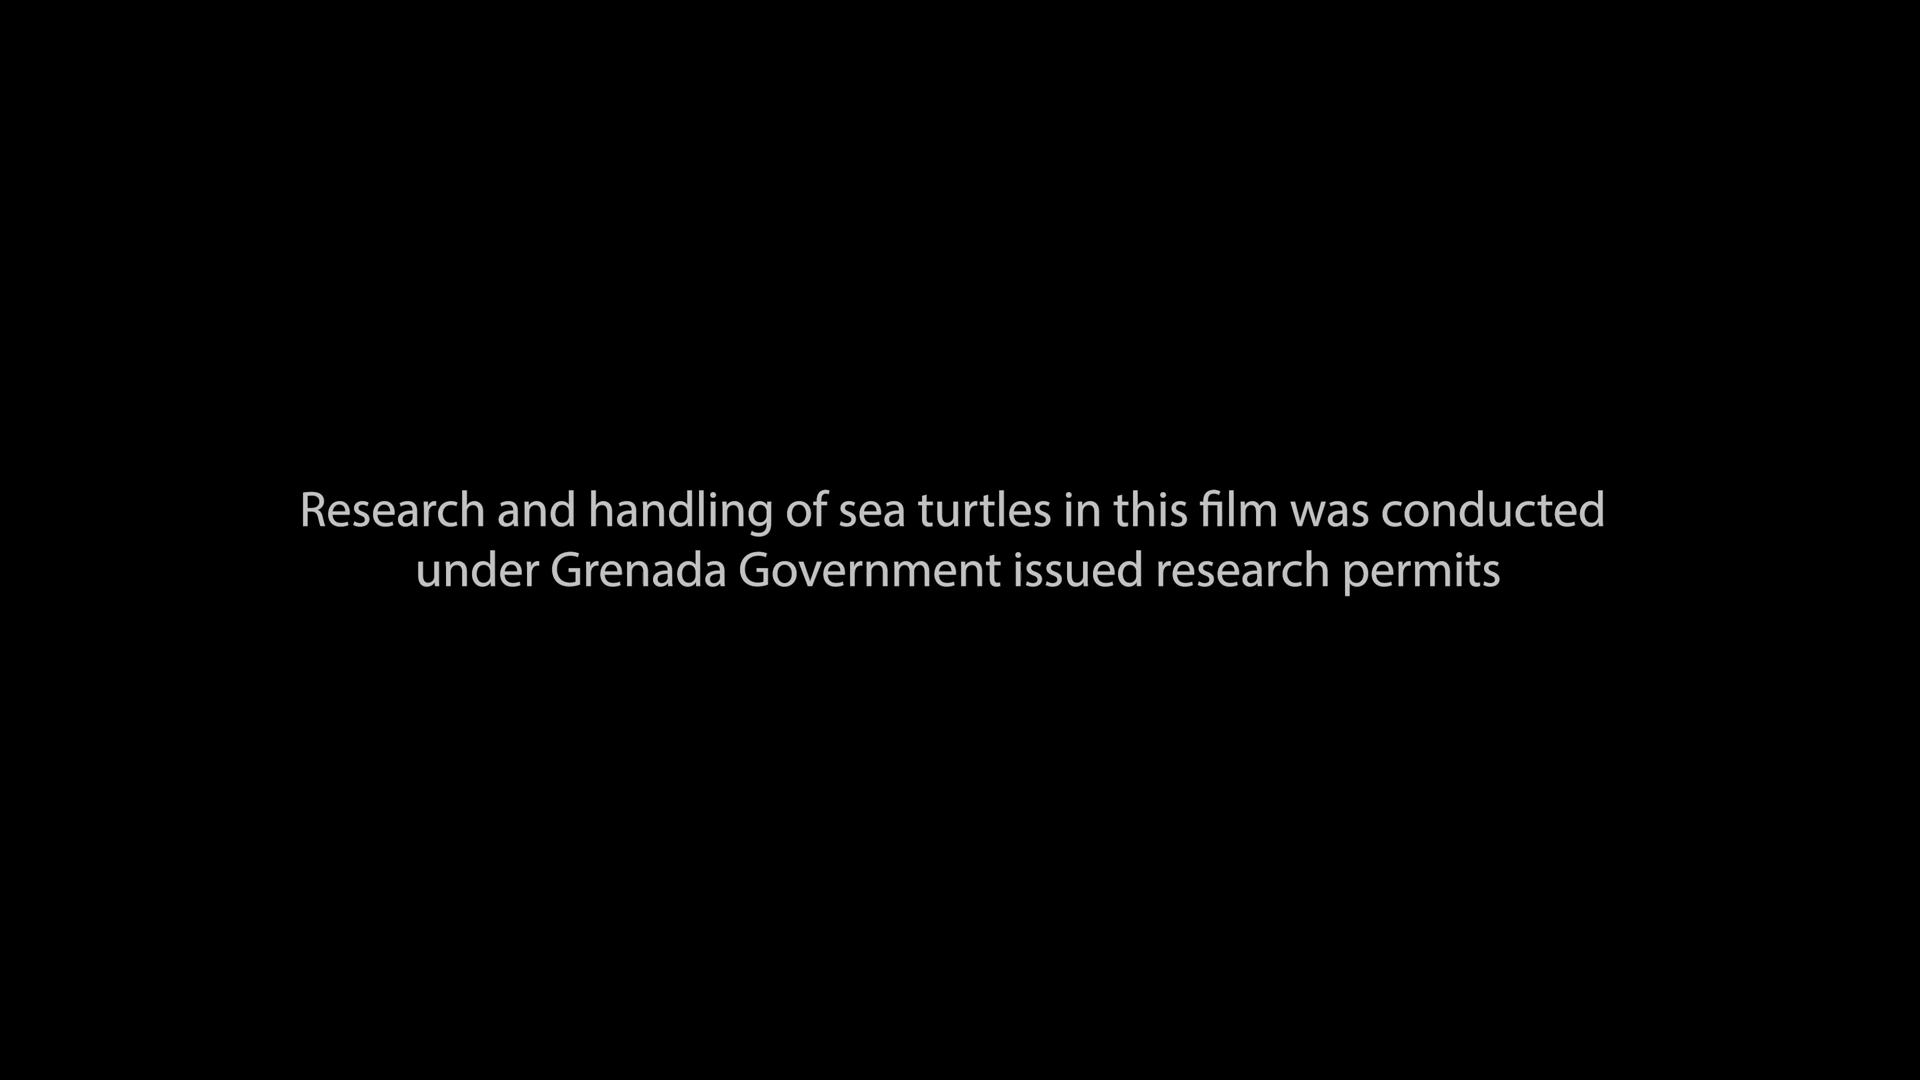 Research and handling of sea turtles in this film was conducted
under Grenada Government issued research permits